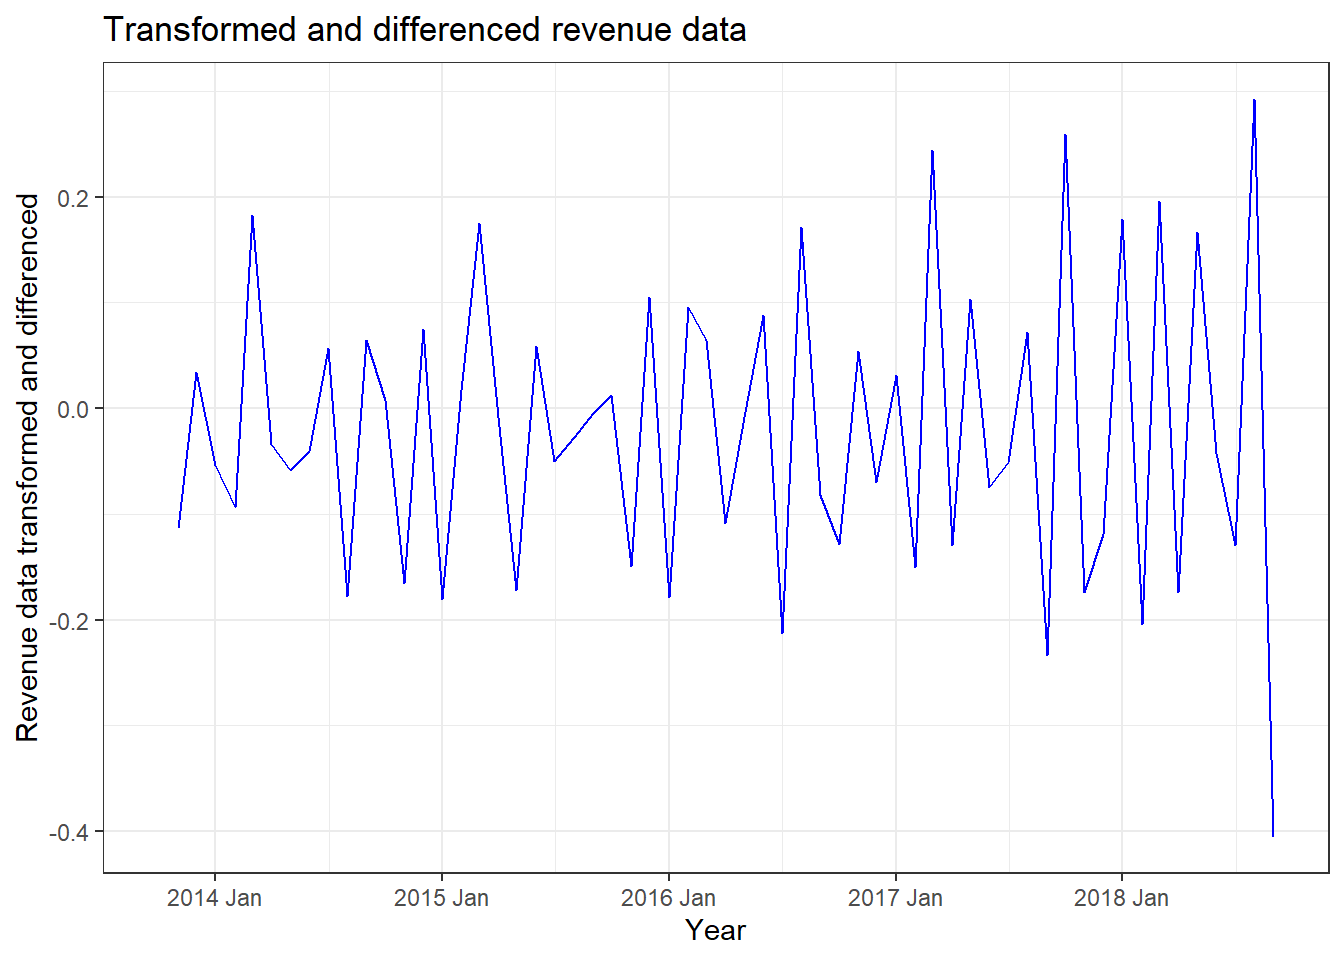 Transformed and differenced revenue data
Revenue data transformed and differenced
0.2
0.0
-0.2
-0.4
2014 Jan
2015 Jan
2016 Jan
2017 Jan
2018 Jan
Year